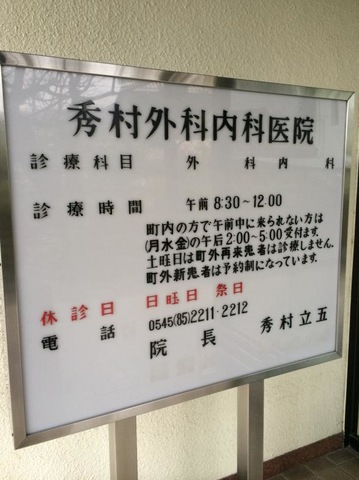 秀村外科内科医院
診療科目 外科内科
診療時間 午前 8:30~12:00
町内の方で午前中に来られない方は
(月水金)の午后2:00~5:00受付ます.
土曜日は町外再来患者は診療しません.
町外新患者は予約制になっています.
休診日 日曜日 祭日
電話 0545(85)2211·2212
院長 秀村立五